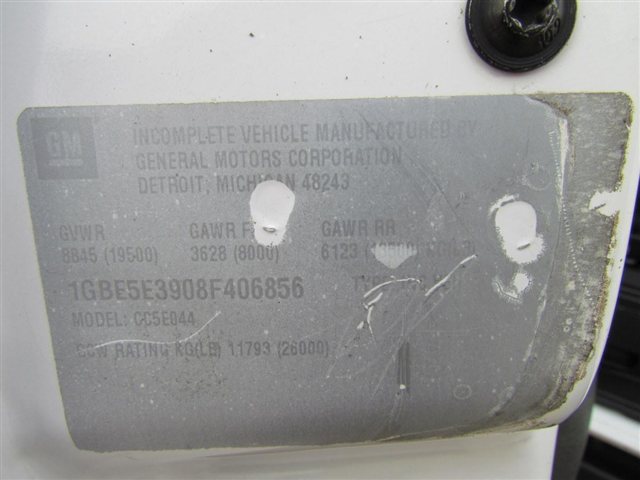 GM
INCOMPLETE VEHICLE MANUFACTURED BY
GENERAL MOTORS CORPORATION
DETROIT, MICHIGAN 48243
GVWR GAWR GAWR RR
8845 (19500) 3628 (8000) 6123
1GBE5E3908F406856
MODEL: CC5E044
GCW RATING KG(LB) 11793 (26000)